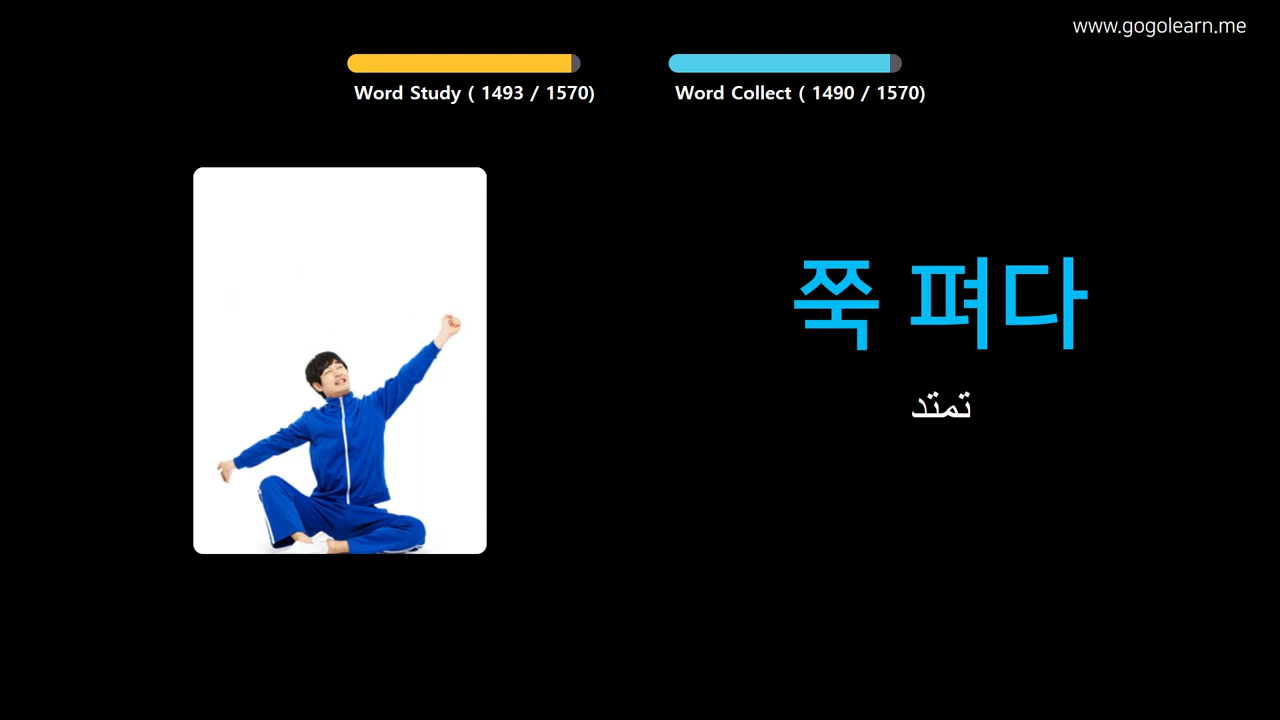 www.gogolearn.me
Word Study ( 1493 / 1570)
Word Collect ( 1490 / 1570)
쭉 펴다
تمتد